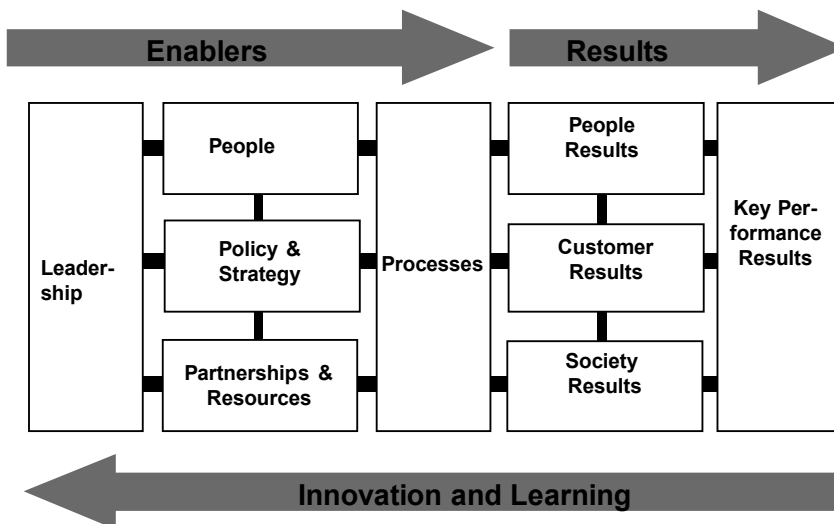 Enablers
Results
Leader-
ship
People
Policy &
Strategy
Partnerships &
Resources
Processes
People
Results
Customer
Results
Society
Results
Key Per-
formance
Results
Innovation and Learning